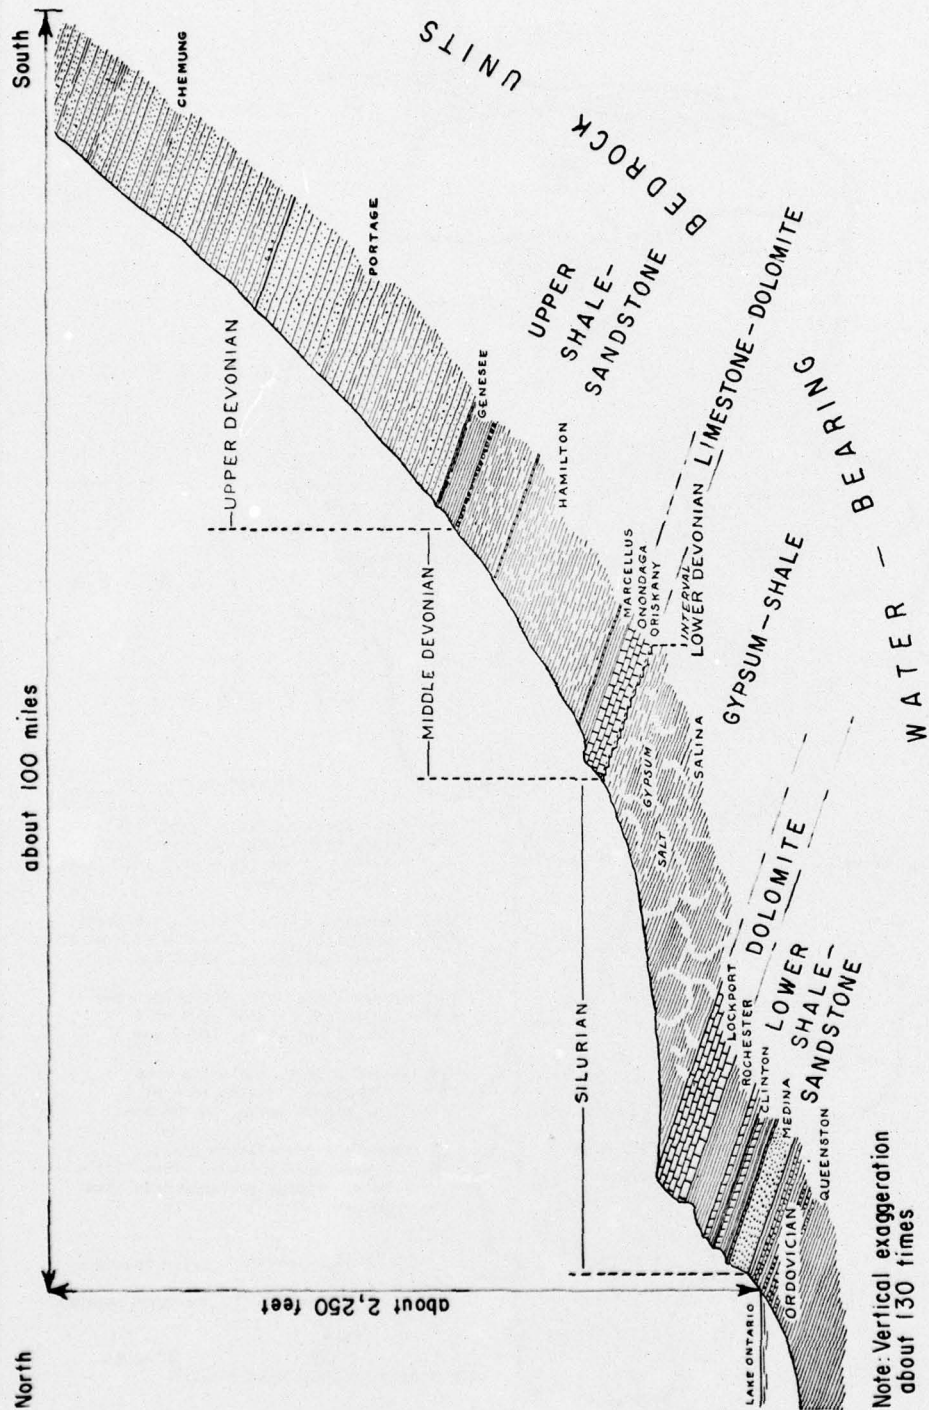 North
about 100 miles
South
about 2,250 feet
UPPER DEVONIAN
MIDDLE DEVONIAN
SILURIAN
LAKE ONTARIO
ORDOVICIAN
QUEENSTON
MEDINA
CLINTON
ROCHESTER
LOCKPORT
SALT
GYPSUM
SALINA
INTERVAL
LOWER DEVONIAN
ORISKANY
ONONDAGA
MARCELLUS
HAMILTON
GENESEE
PORTAGE
CHEMUNG
LOWER
SHALE-
SANDSTONE
DOLOMITE
GYPSUM-SHALE
LIMESTONE-DOLOMITE
UPPER
SHALE-
SANDSTONE
WATER-BEARING BEDROCK UNITS
Note: Vertical exaggeration
about 130 times